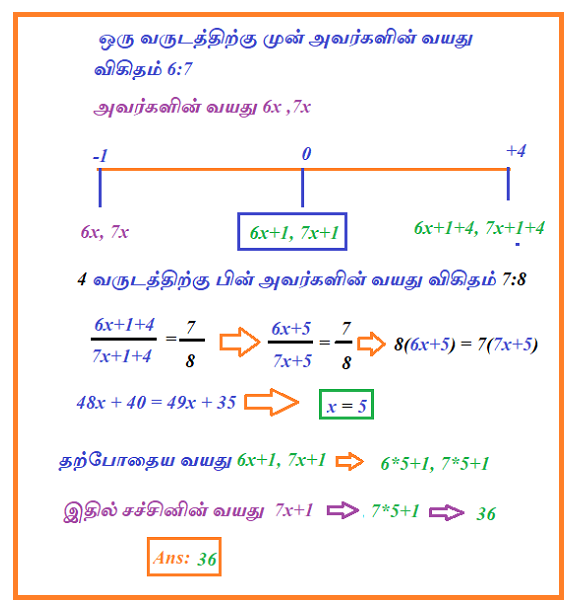 ஒரு வருடத்திற்கு முன் அவர்களின் வயது
விகிதம் 6:7
அவர்களின் வயது 6x ,7x
-1 0 +4
6x, 7x 6x+1, 7x+1 6x+1+4, 7x+1+4
4 வருடத்திற்கு பின் அவர்களின் வயது விகிதம் 7:8
6x+1+4 / 7x+1+4 = 7 / 8 ⇨ 6x+5 / 7x+5 = 7 / 8 ⇨ 8(6x+5) = 7(7x+5)
48x + 40 = 49x + 35 ⇨ x = 5
தற்போதைய வயது 6x+1, 7x+1 ⇨ 6*5+1, 7*5+1
இதில் சச்சினின் வயது 7x+1 ⇨ 7*5+1 ⇨ 36
Ans: 36